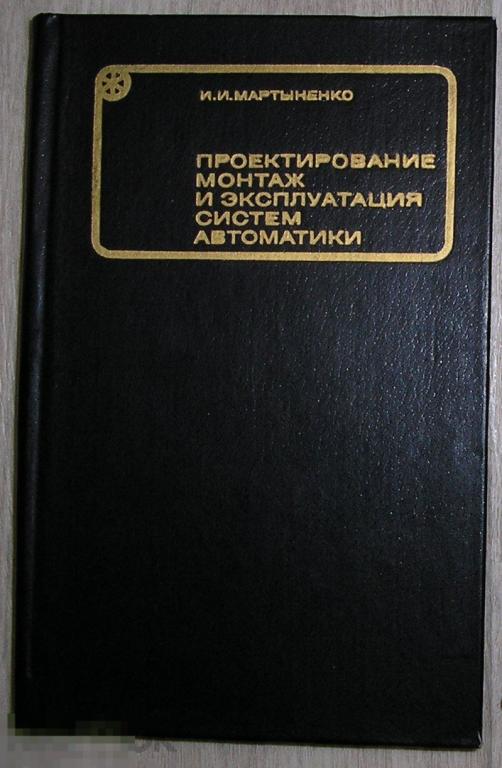 И.И.МАРТЫНЕНКО
ПРОЕКТИРОВАНИЕ
МОНТАЖ
И ЭКСПЛУАТАЦИЯ
СИСТЕМ
АВТОМАТИКИ